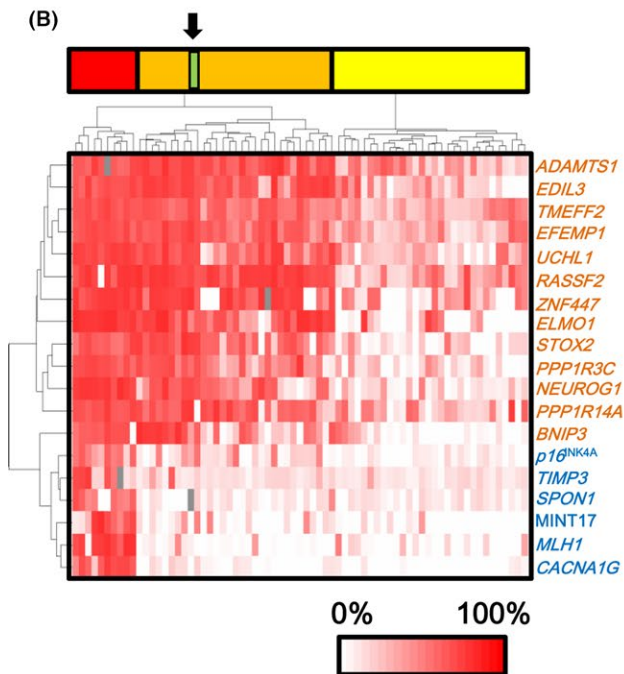 (B)
ADAMTS1
EDIL3
TMEFF2
EFEMP1
UCHL1
RASSF2
ZNF447
ELMO1
STOX2
PPP1R3C
NEUROG1
PPP1R14A
BNIP3
p16INK4A
TIMP3
SPON1
MINT17
MLH1
CACNA1G
0% 100%